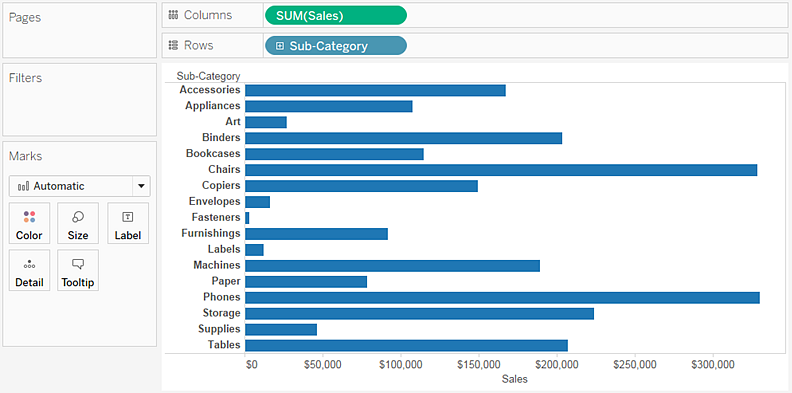 Pages
Columns
SUM(Sales)
Rows
Sub-Category
Filters
Marks
Automatic
Color
Size
Label
Detail
Tooltip
Sub-Category
Accessories
Appliances
Art
Binders
Bookcases
Chairs
Copiers
Envelopes
Fasteners
Furnishings
Labels
Machines
Paper
Phones
Storage
Supplies
Tables
$0 $50,000 $100,000 $150,000 $200,000 $250,000 $300,000
Sales